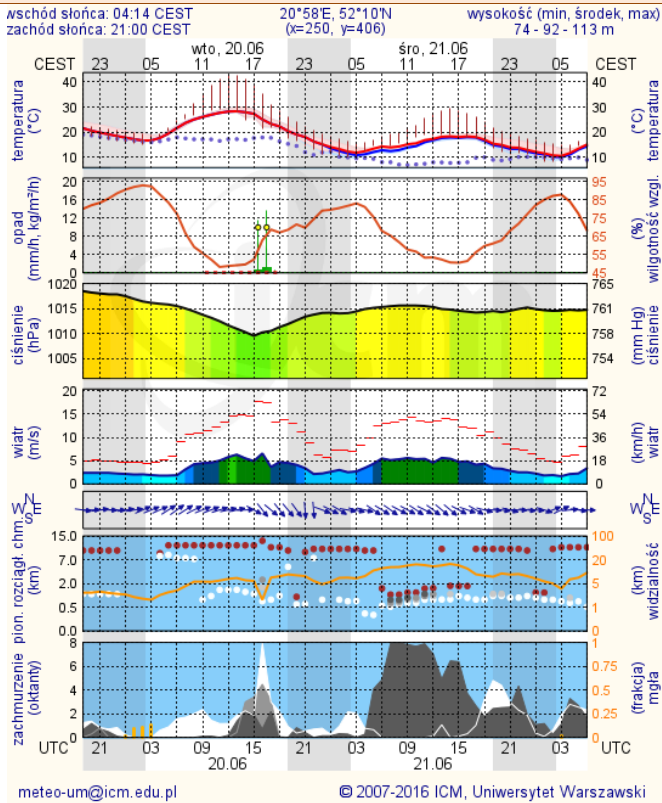 wschód słońca: 04:14 CEST 20°58'E, 52°10'N wysokość (min, środek, max)
zachód słońca: 21:00 CEST (x=250, y=406) 74 - 92 - 113 m
wto, 20.06 śro, 21.06
CEST 23 05 11 17 23 05 11 17 23 05 CEST
temperatura (°C)
40 30 20 10
40 30 20 10
temperatura (°C)
opad (mm/h, kg/m²/h)
20 16 12 8 4 0
95 85 75 65 55 45
(%) wilgotność wzgl.
ciśnienie (hPa)
1020 1015 1010 1005
765 761 758 754
(mm Hg) ciśnienie
wiatr (m/s)
20 15 10 5 0
72 54 36 18 0
(km/h) wiatr
N W E S
N W E S
pion. rozciągł. chm. (km)
15.0 7.0 2.0 0.5 0.0
100 20 5 1 0
(km) widzialność
zachmurzenie (oktanty)
8 6 4 2 0
1 0.75 0.5 0.25 0
(frakcja) mgła
UTC 21 03 09 15 21 03 09 15 21 03 UTC
20.06 21.06
meteo-um@icm.edu.pl © 2007-2016 ICM, Uniwersytet Warszawski